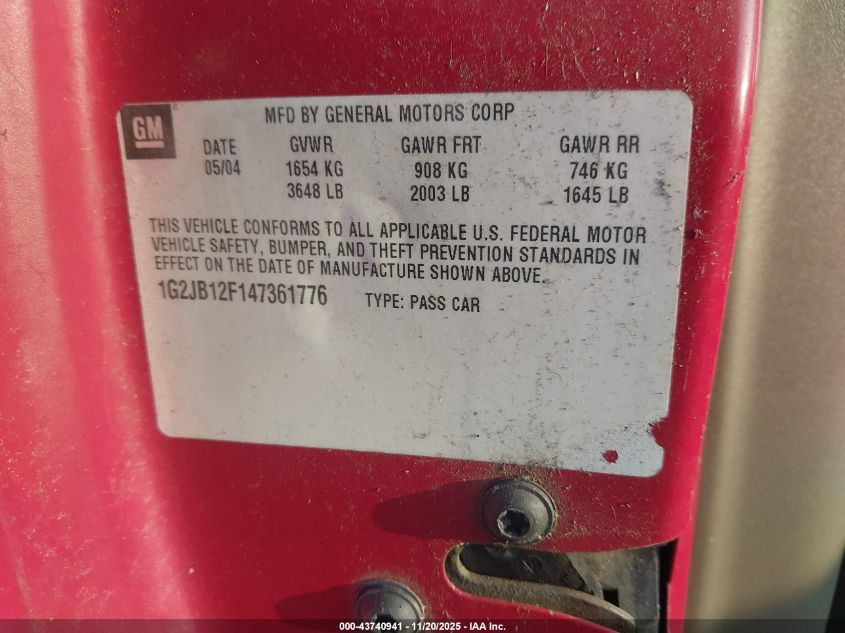 GM
MFD BY GENERAL MOTORS CORP
DATE GVWR GAWR FRT GAWR RR
05/04 1654 KG 908 KG 746 KG
3648 LB 2003 LB 1645 LB
THIS VEHICLE CONFORMS TO ALL APPLICABLE U.S. FEDERAL MOTOR
VEHICLE SAFETY, BUMPER, AND THEFT PREVENTION STANDARDS IN
EFFECT ON THE DATE OF MANUFACTURE SHOWN ABOVE.
1G2JB12F147361776 TYPE: PASS CAR
000-43740941 - 11/20/2025 - IAA Inc.